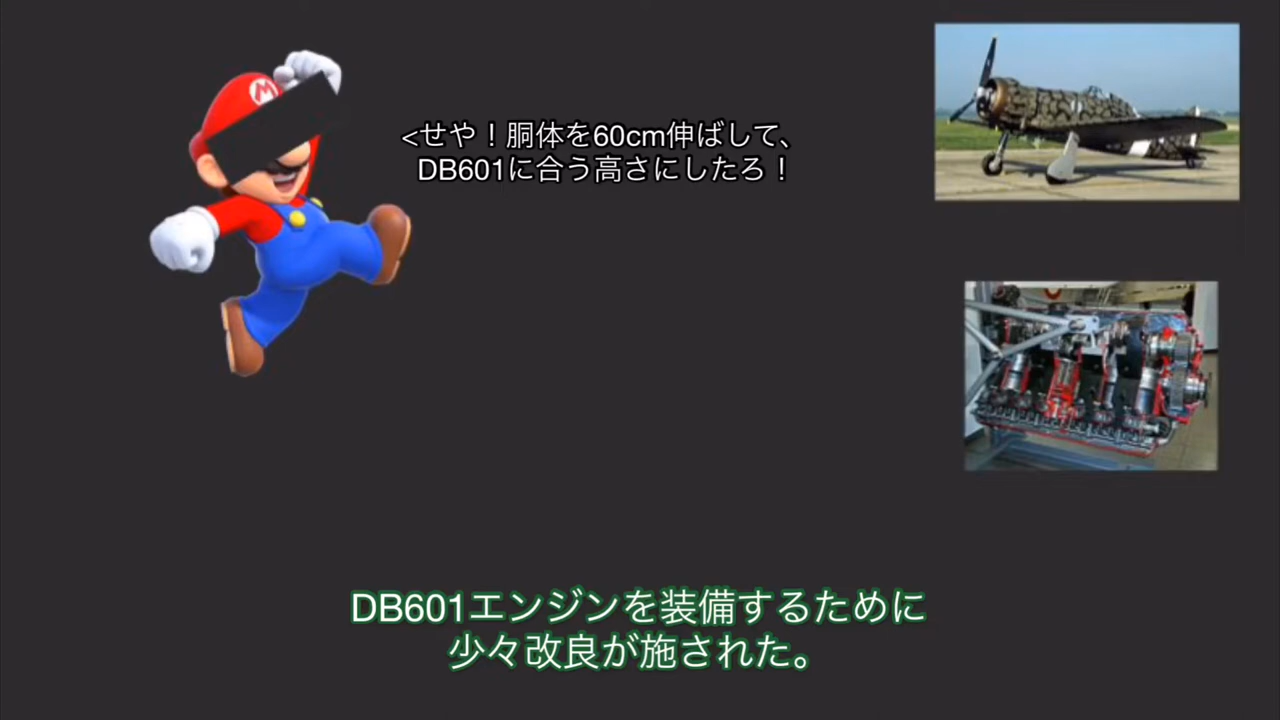 M
<せや！胴体を60cm伸ばして、
DB601に合う高さにしたろ！
DB601エンジンを装備するために
少々改良が施された。